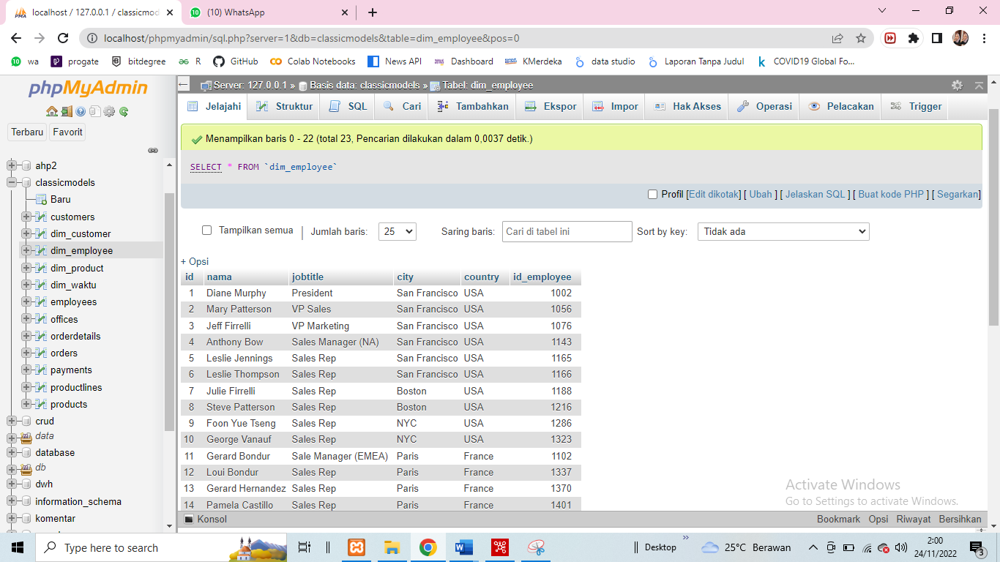 localhost / 127.0.0.1 / classicmod
(10) WhatsApp
localhost/phpmyadmin/sql.php?server=1&db=classicmodels&table=dim_employee&pos=0
wa progate bitdegree R GitHub Colab Notebooks News API Dashboard KMerdeka data studio Laporan Tanpa Judul COVID19 Global Fo...
phpMyAdmin
Terbaru Favorit
ahp2
classicmodels
Baru
customers
dim_customer
dim_employee
dim_product
dim_waktu
employees
offices
orderdetails
orders
payments
productlines
products
crud
data
database
db
dwh
information_schema
komentar
Server: 127.0.0.1 » Basis data: classicmodels » Tabel: dim_employee
Jelajahi Struktur SQL Cari Tambahkan Ekspor Impor Hak Akses Operasi Pelacakan Trigger
Menampilkan baris 0 - 22 (total 23, Pencarian dilakukan dalam 0,0037 detik.)
SELECT * FROM `dim_employee`
Profil [Edit dikotak] [ Ubah ] [ Jelaskan SQL ] [ Buat kode PHP ] [ Segarkan]
Tampilkan semua | Jumlah baris: 25 Saring baris: Cari di tabel ini Sort by key: Tidak ada
+ Opsi
id nama jobtitle city country id_employee
1 Diane Murphy President San Francisco USA 1002
2 Mary Patterson VP Sales San Francisco USA 1056
3 Jeff Firrelli VP Marketing San Francisco USA 1076
4 Anthony Bow Sales Manager (NA) San Francisco USA 1143
5 Leslie Jennings Sales Rep San Francisco USA 1165
6 Leslie Thompson Sales Rep San Francisco USA 1166
7 Julie Firrelli Sales Rep Boston USA 1188
8 Steve Patterson Sales Rep Boston USA 1216
9 Foon Yue Tseng Sales Rep NYC USA 1286
10 George Vanauf Sales Rep NYC USA 1323
11 Gerard Bondur Sale Manager (EMEA) Paris France 1102
12 Loui Bondur Sales Rep Paris France 1337
13 Gerard Hernandez Sales Rep Paris France 1370
14 Pamela Castillo Sales Rep Paris France 1401
Activate Windows
Go to Settings to activate Windows.
Konsol Bookmark Opsi Riwayat Bersihkan
Type here to search
Desktop
25°C Berawan
2:00
24/11/2022
3